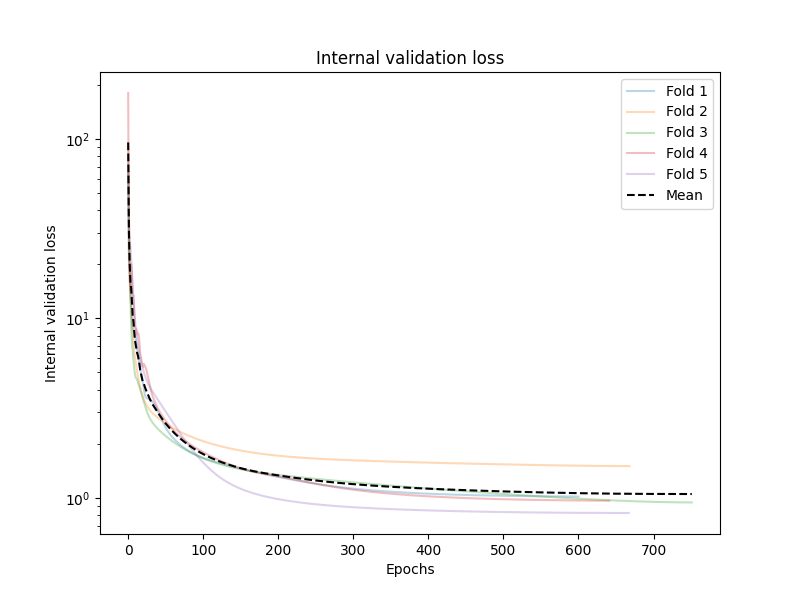 Internal validation loss
Internal validation loss
10²
10¹
10⁰
Fold 1
Fold 2
Fold 3
Fold 4
Fold 5
Mean
0 100 200 300 400 500 600 700
Epochs